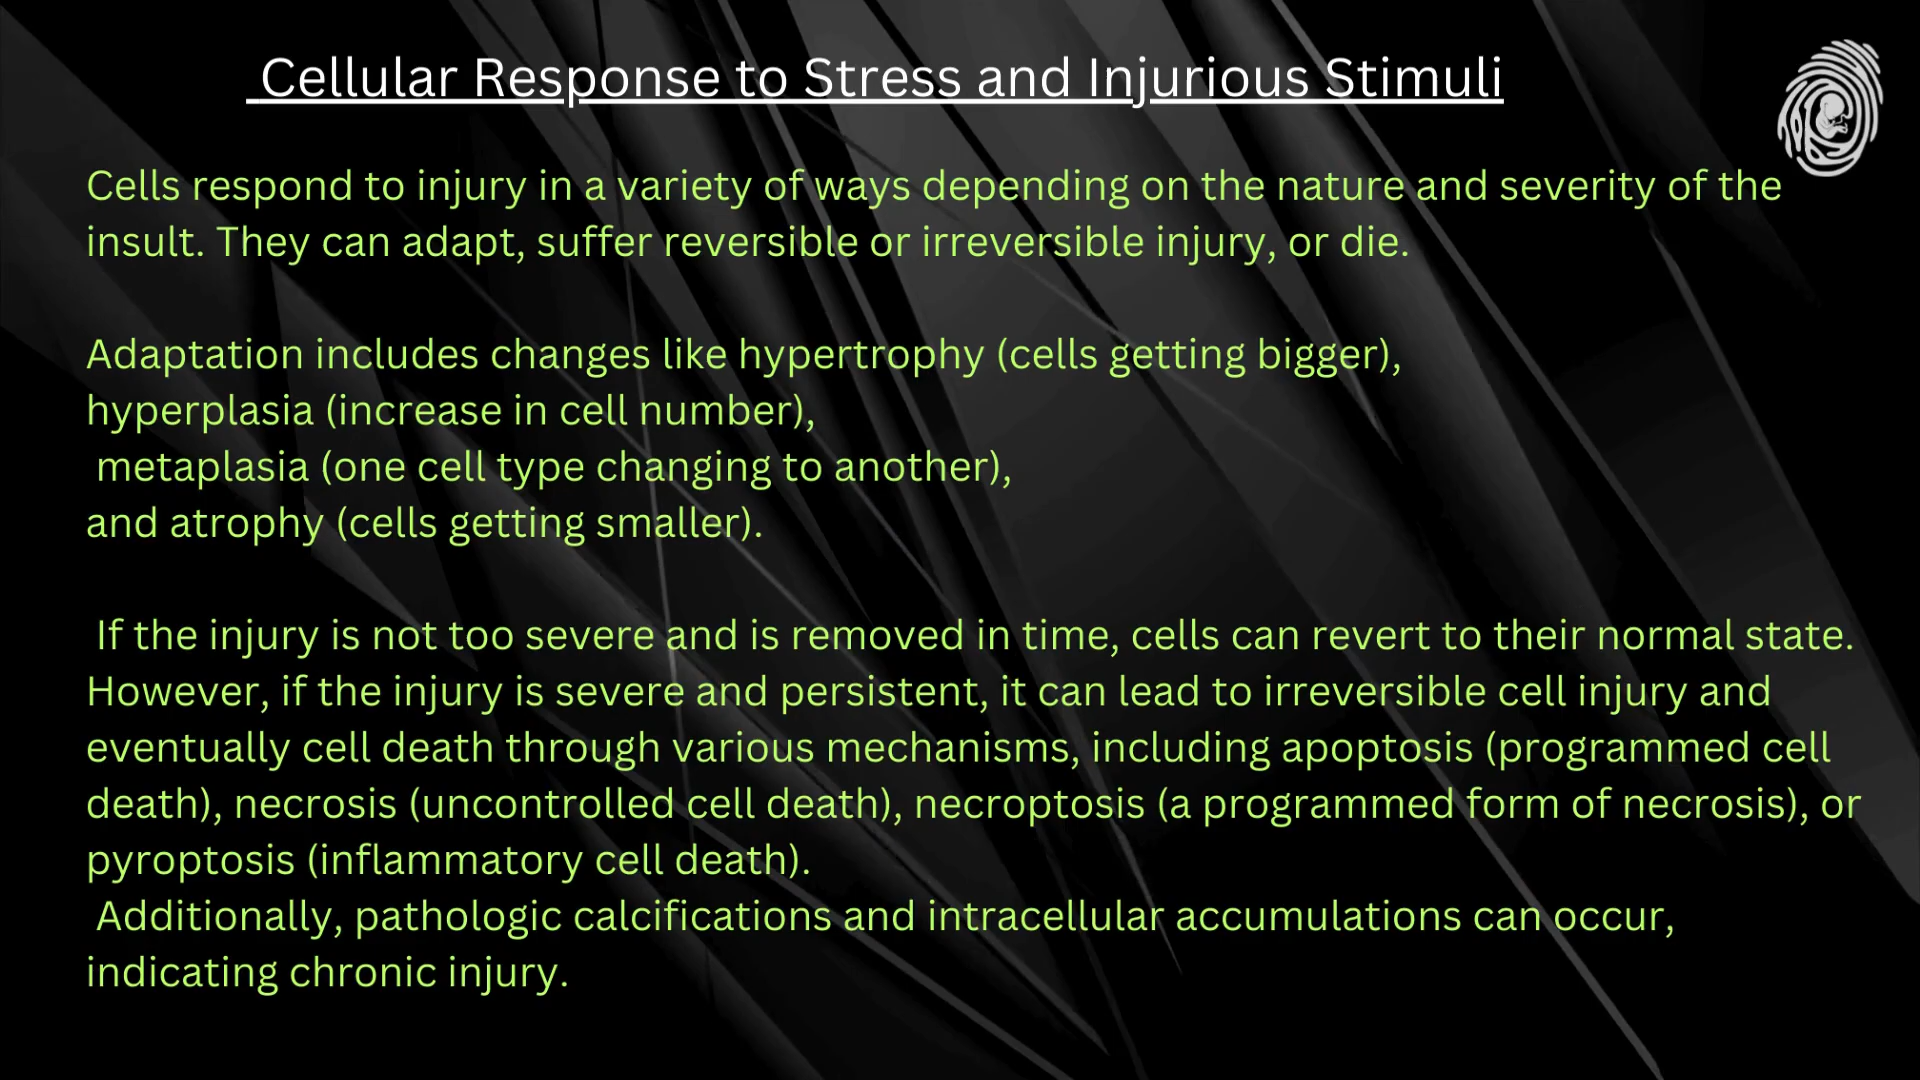 Cellular Response to Stress and Injurious Stimuli
Cells respond to injury in a variety of ways depending on the nature and severity of the
insult. They can adapt, suffer reversible or irreversible injury, or die.
Adaptation includes changes like hypertrophy (cells getting bigger),
hyperplasia (increase in cell number),
metaplasia (one cell type changing to another),
and atrophy (cells getting smaller).
If the injury is not too severe and is removed in time, cells can revert to their normal state.
However, if the injury is severe and persistent, it can lead to irreversible cell injury and
eventually cell death through various mechanisms, including apoptosis (programmed cell
death), necrosis (uncontrolled cell death), necroptosis (a programmed form of necrosis), or
pyroptosis (inflammatory cell death).
Additionally, pathologic calcifications and intracellular accumulations can occur,
indicating chronic injury.